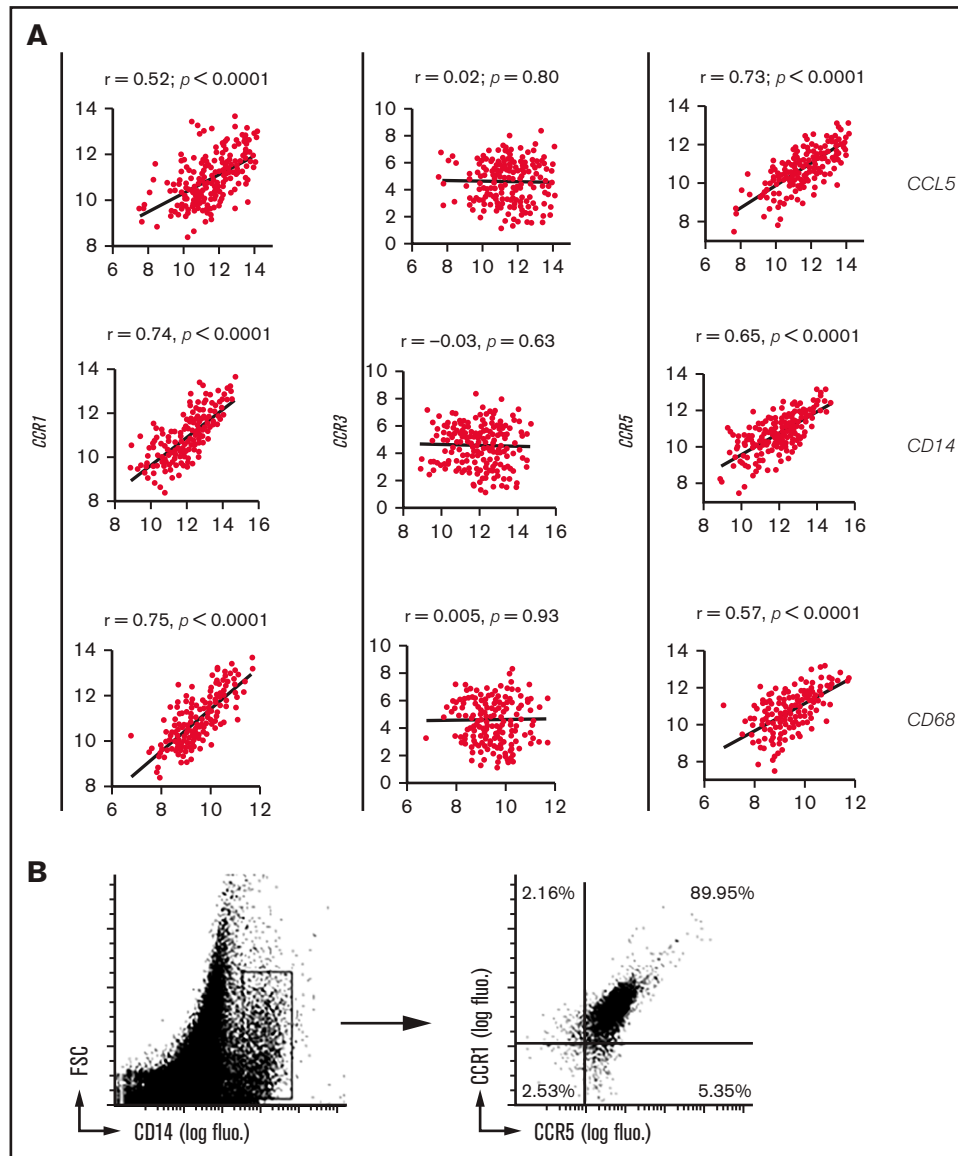 A
r = 0.52; p < 0.0001
r = 0.02; p = 0.80
r = 0.73; p < 0.0001
14
12
10
8
6 8 10 12 14
10
8
6
4
2
0
6 8 10 12 14
14
12
10
8
6 8 10 12 14
CCL5
r = 0.74, p < 0.0001
r = −0.03, p = 0.63
r = 0.65, p < 0.0001
CCR1
14
12
10
8
8 10 12 14 16
CCR3
10
8
6
4
2
0
8 10 12 14 16
CCR5
14
12
10
8
8 10 12 14 16
CD14
r = 0.75, p < 0.0001
r = 0.005, p = 0.93
r = 0.57, p < 0.0001
14
12
10
8
6 8 10 12
10
8
6
4
2
0
6 8 10 12
14
12
10
8
6 8 10 12
CD68
B
FSC
CD14 (log fluo.)
2.16% 89.95%
CCR1 (log fluo.)
2.53% 5.35%
CCR5 (log fluo.)